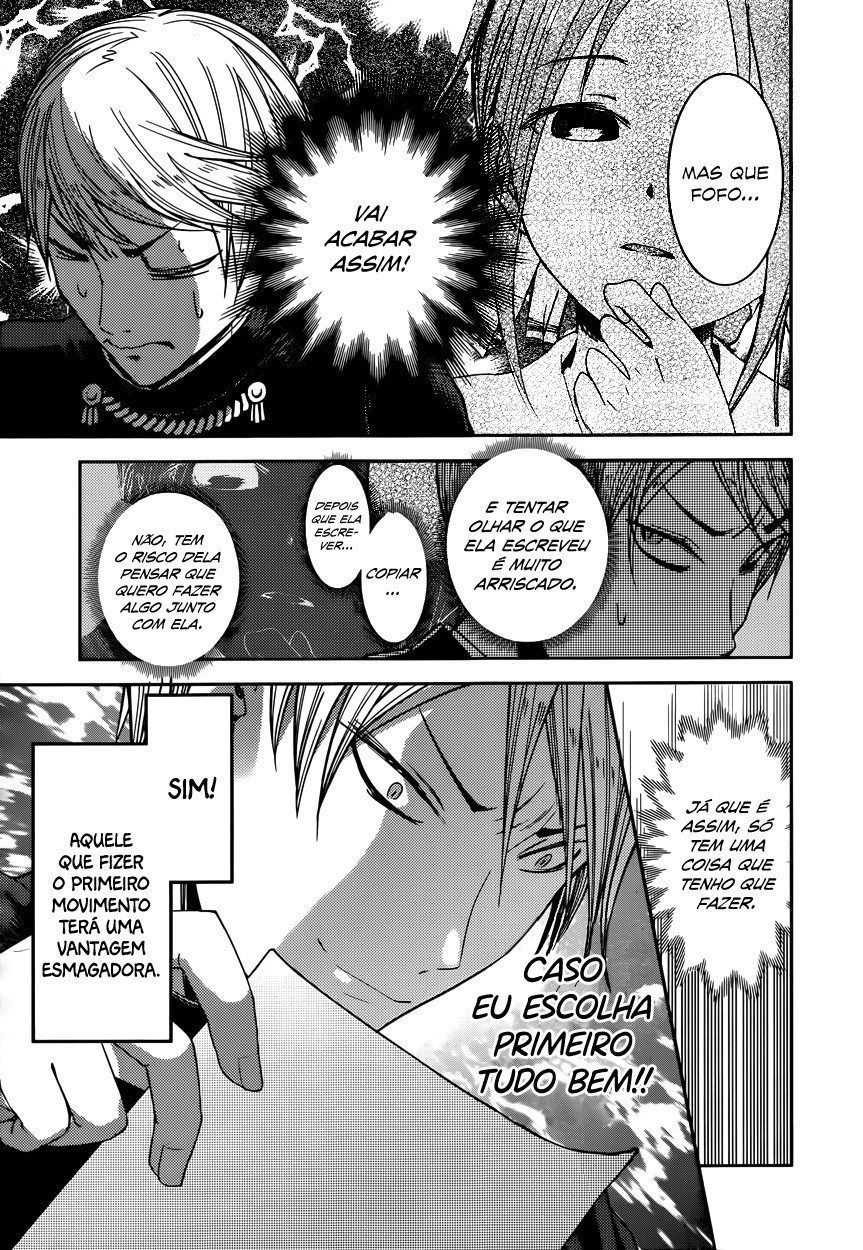 MAS QUE
FOFO...
VAI
ACABAR
ASSIM!
E TENTAR
OLHAR O QUE
ELA ESCREVEU
É MUITO
ARRISCADO.
DEPOIS
QUE ELA
ESCRE-
VER...
COPIAR
...
NÃO, TEM
O RISCO DELA
PENSAR QUE
QUERO FAZER
ALGO JUNTO
COM ELA.
JÁ QUE É
ASSIM, SÓ
TEM UMA
COISA QUE
TENHO QUE
FAZER.
CASO
EU ESCOLHA
PRIMEIRO
TUDO BEM!!
SIM!
AQUELE
QUE FIZER
O PRIMEIRO
MOVIMENTO
TERÁ UMA
VANTAGEM
ESMAGADORA.